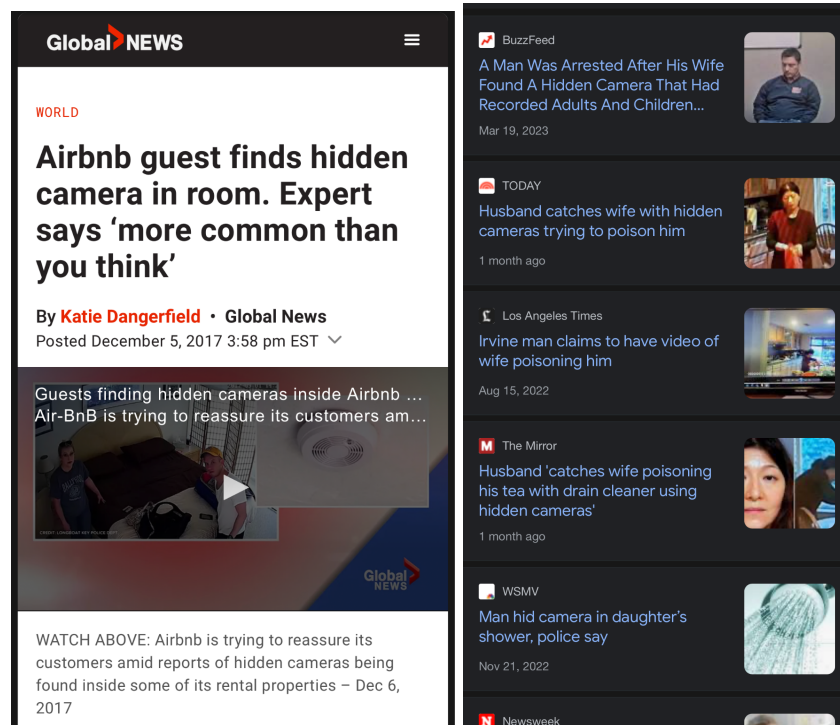 Global NEWS
WORLD
Airbnb guest finds hidden
camera in room. Expert
says ‘more common than
you think’
By Katie Dangerfield • Global News
Posted December 5, 2017 3:58 pm EST
Guests finding hidden cameras inside Airbnb ...
Air-BnB is trying to reassure its customers am...
CREDIT: LONGBOAT KEY POLICE DEPT
Global
NEWS
WATCH ABOVE: Airbnb is trying to reassure its
customers amid reports of hidden cameras being
found inside some of its rental properties – Dec 6,
2017
BuzzFeed
A Man Was Arrested After His Wife
Found A Hidden Camera That Had
Recorded Adults And Children...
Mar 19, 2023
TODAY
Husband catches wife with hidden
cameras trying to poison him
1 month ago
Los Angeles Times
Irvine man claims to have video of
wife poisoning him
Aug 15, 2022
M The Mirror
Husband 'catches wife poisoning
his tea with drain cleaner using
hidden cameras'
1 month ago
WSMV
Man hid camera in daughter’s
shower, police say
Nov 21, 2022
N Newsweek